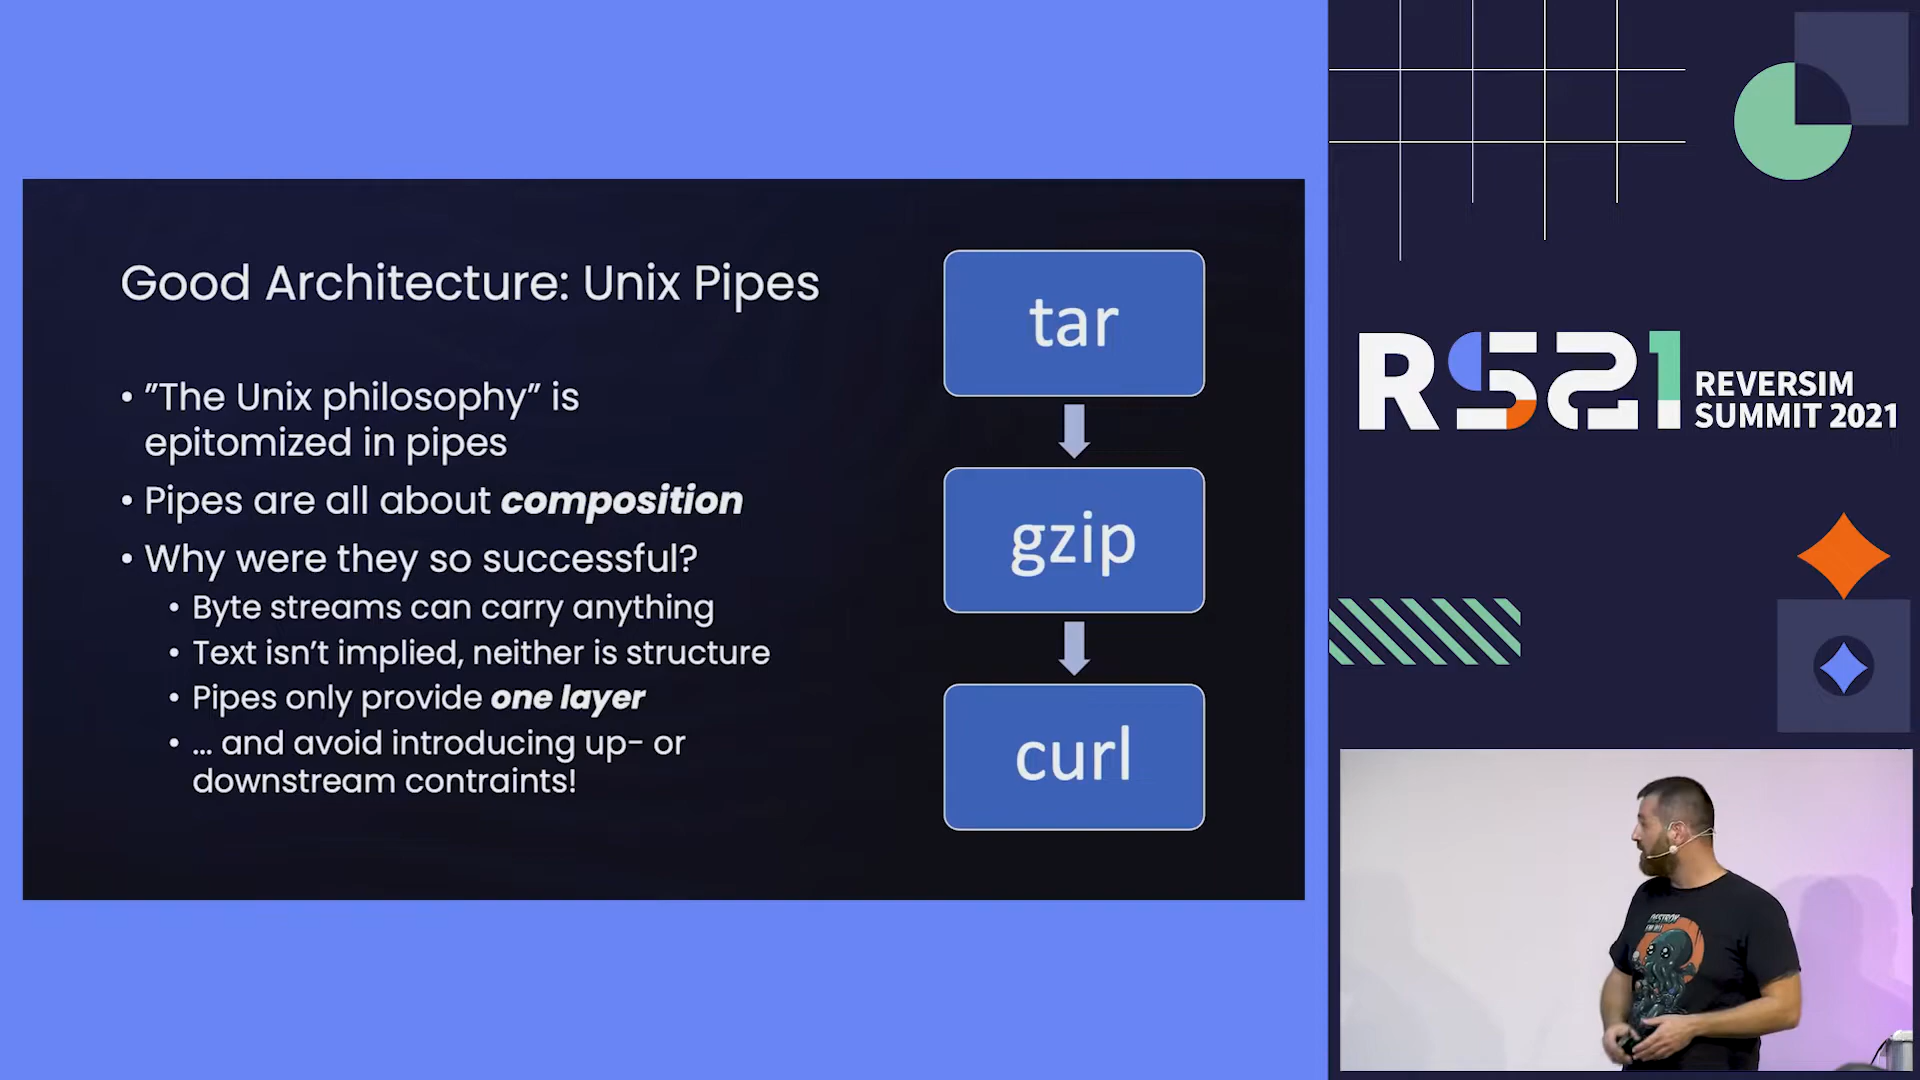 Good Architecture: Unix Pipes
• ”The Unix philosophy” is
epitomized in pipes
• Pipes are all about composition
• Why were they so successful?
• Byte streams can carry anything
• Text isn’t implied, neither is structure
• Pipes only provide one layer
• … and avoid introducing up- or
downstream contraints!
tar
gzip
curl
RS21
REVERSIM
SUMMIT 2021
DESTROY